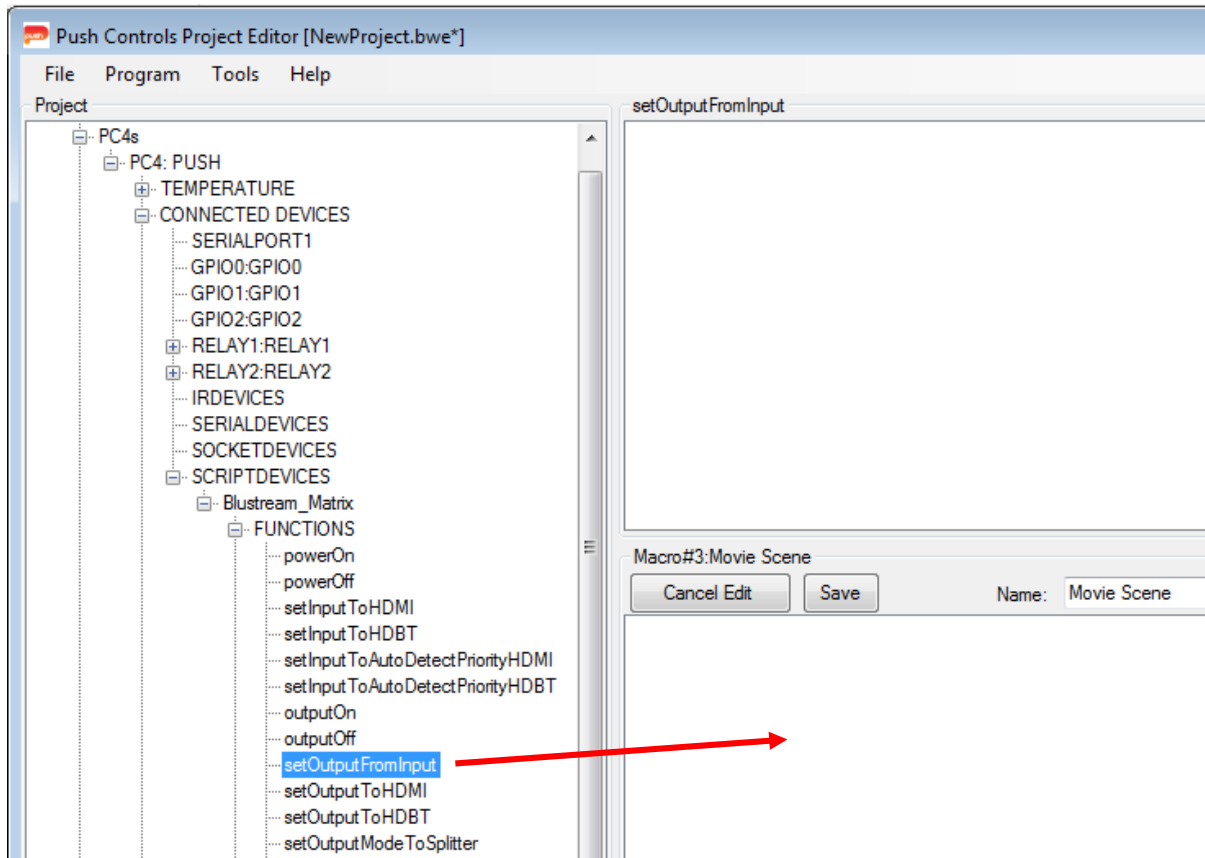 Push Controls Project Editor [NewProject.bwe*]
File Program Tools Help
Project
PC4s
PC4: PUSH
TEMPERATURE
CONNECTED DEVICES
SERIALPORT1
GPIO0:GPIO0
GPIO1:GPIO1
GPIO2:GPIO2
RELAY1:RELAY1
RELAY2:RELAY2
IRDEVICES
SERIALDEVICES
SOCKETDEVICES
SCRIPTDEVICES
Blustream_Matrix
FUNCTIONS
powerOn
powerOff
setInputToHDMI
setInputToHDBT
setInputToAutoDetectPriorityHDMI
setInputToAutoDetectPriorityHDBT
outputOn
outputOff
setOutputFromInput
setOutputToHDMI
setOutputToHDBT
setOutputModeToSplitter
setOutputFromInput
Macro#3:Movie Scene
Cancel Edit Save Name: Movie Scene